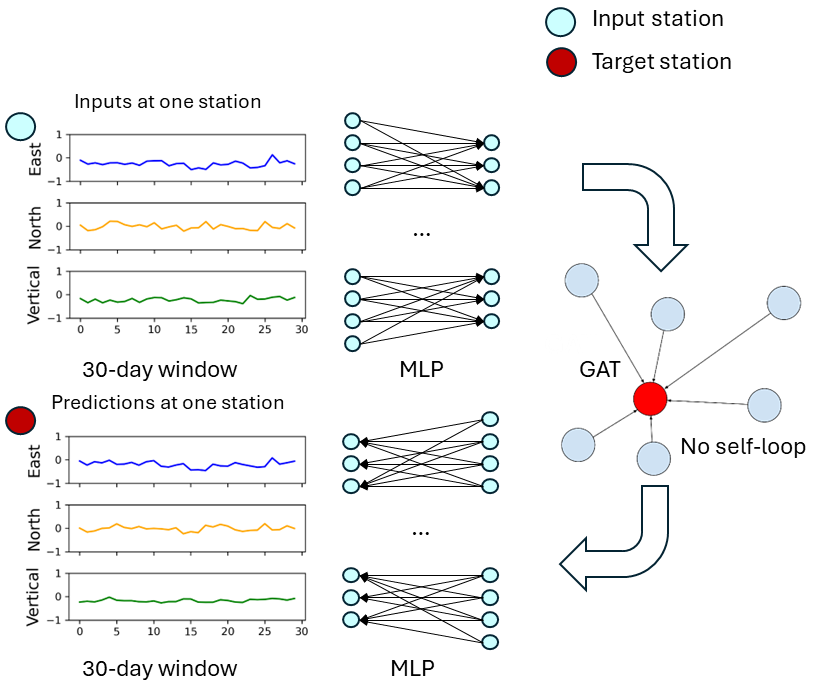 Input station
Target station
Inputs at one station
East
1
0
−1
North
1
0
−1
Vertical
1
0
−1
0 5 10 15 20 25 30
30-day window
...
MLP
GAT
No self-loop
Predictions at one station
East
1
0
−1
North
1
0
−1
Vertical
1
0
−1
0 5 10 15 20 25 30
30-day window
...
MLP